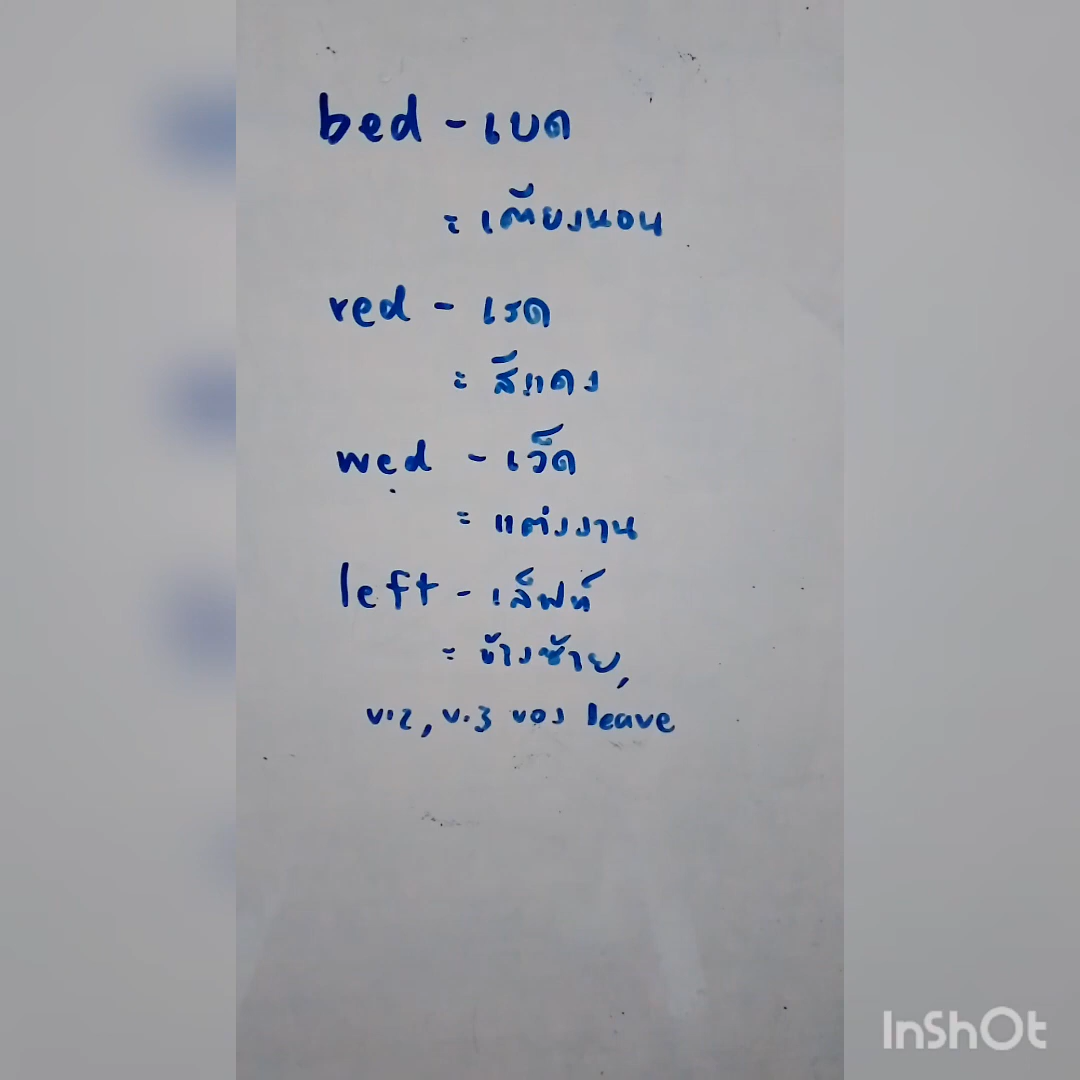 bed - เบด
= เตียงนอน
red - เรด
= สีแดง
wed - เว็ด
= แต่งงาน
left - เล็ฟท์
= ข้างซ้าย,
v.2, v.3 ของ leave
InShOt